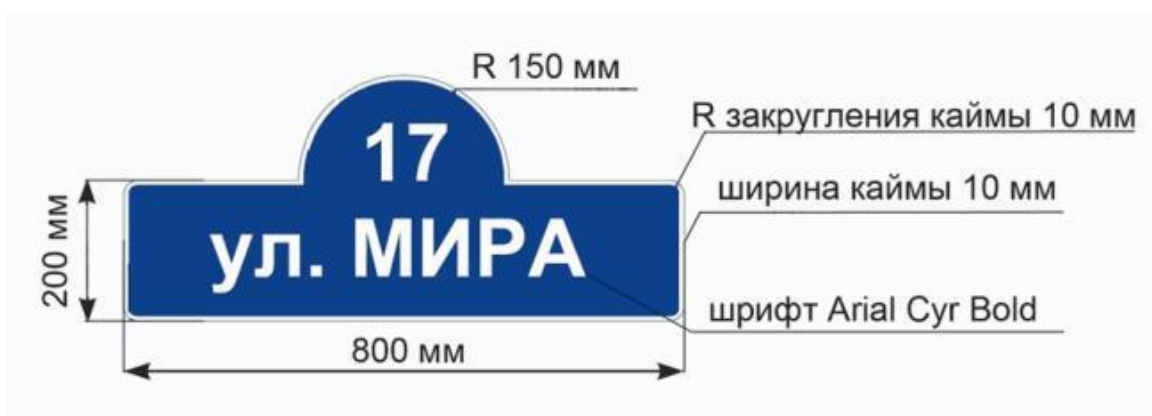 R 150 мм
R закругления каймы 10 мм
17
ширина каймы 10 мм
200 мм
ул. МИРА
шрифт Arial Cyr Bold
800 мм